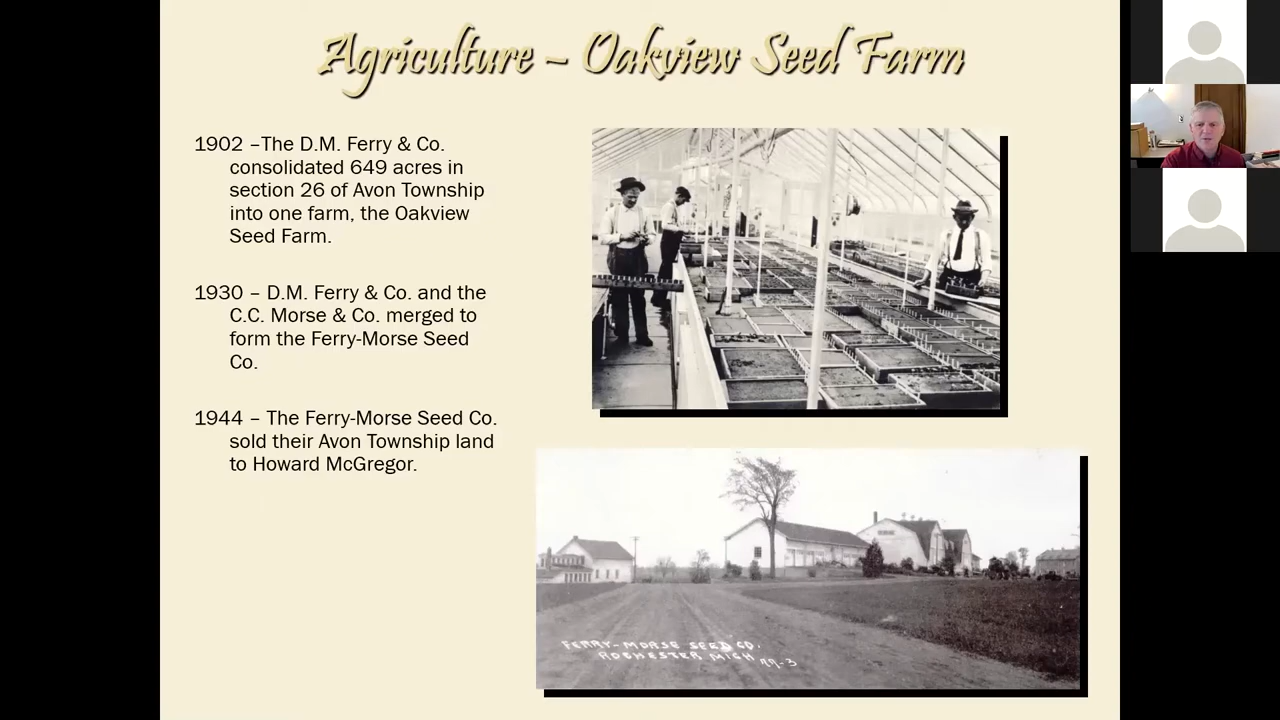 Agriculture – Oakview Seed Farm
1902 –The D.M. Ferry & Co.
consolidated 649 acres in
section 26 of Avon Township
into one farm, the Oakview
Seed Farm.
1930 – D.M. Ferry & Co. and the
C.C. Morse & Co. merged to
form the Ferry-Morse Seed
Co.
1944 – The Ferry-Morse Seed Co.
sold their Avon Township land
to Howard McGregor.
FERRY-MORSE SEED CO.
ROCHESTER MICH RR-3